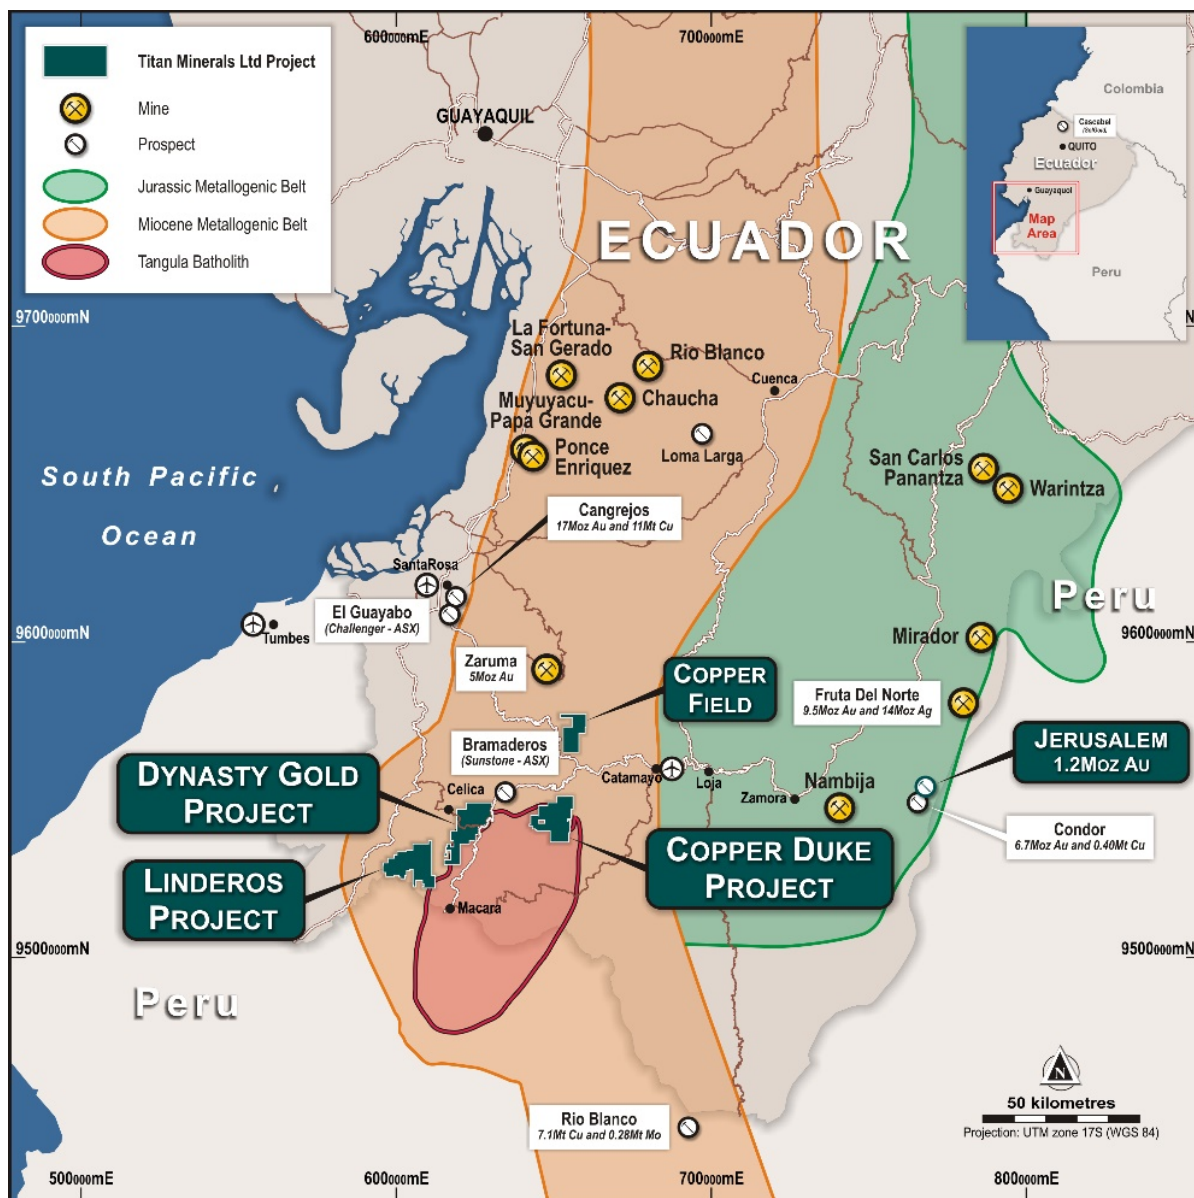 600000mE
700000mE
Titan Minerals Ltd Project
Mine
Prospect
Jurassic Metallogenic Belt
Miocene Metallogenic Belt
Tangula Batholith
GUAYAQUIL
Colombia
Cascabel
(SolGold)
QUITO
Ecuador
Guayaquol
Map
Area
Peru
ECUADOR
9700000mN
N
La Fortuna-
San Gerado
Rio Blanco
Cuenca
Chaucha
Muyuyacu-
Papa Grande
Ponce
Enriquez
Loma Larga
San Carlos
Panantza
Warintza
South Pacific
Ocean
Cangrejos
17Moz Au and 11Mt Cu
SantaRosa
El Guayabo
(Challenger - ASX)
Tumbes
Peru
9600000mN
9600000mN
Mirador
Zaruma
5Moz Au
COPPER
FIELD
Fruta Del Norte
9.5Moz Au and 14Moz Ag
JERUSALEM
1.2MOZ AU
Bramaderos
(Sunstone - ASX)
Catamayo
Loja
Zamora
Nambija
DYNASTY GOLD
PROJECT
Celica
Condor
6.7Moz Au and 0.40Mt Cu
COPPER DUKE
PROJECT
LINDEROS
PROJECT
Macara
9500000mN
9500000mN
Peru
N
50 kilometres
Projection: UTM zone 17S (WGS 84)
Rio Blanco
7.1Mt Cu and 0.28Mt Mo
500000mE
600000mE
700000mE
800000mE